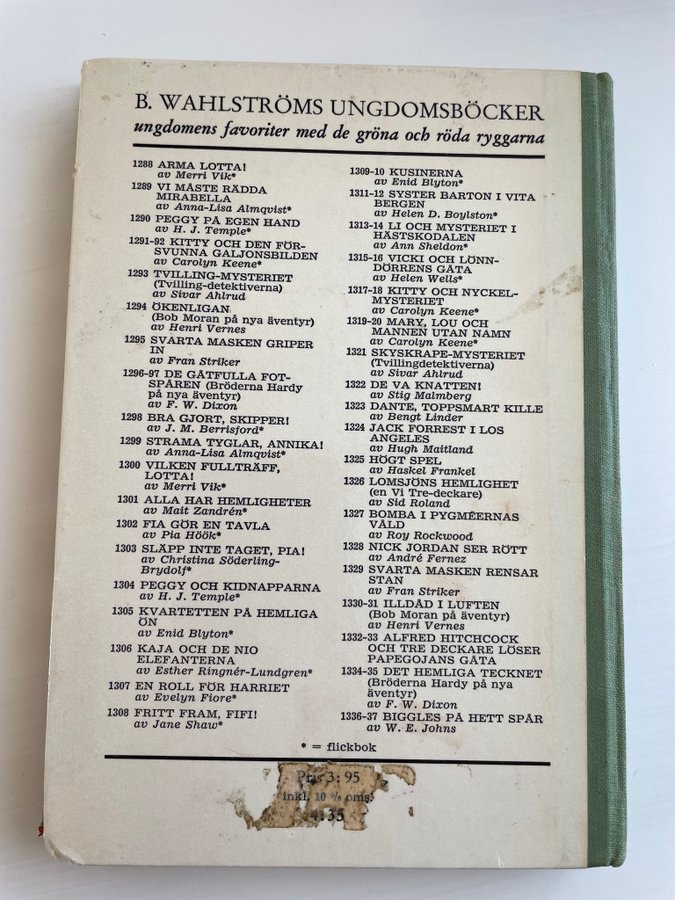 B. WAHLSTRÖMS UNGDOMSBÖCKER
ungdomens favoriter med de gröna och röda ryggarna
1288 ARMA LOTTA!
av Merri Vik*
1289 VI MÅSTE RÄDDA
MIRABELLA
av Anna-Lisa Almqvist*
1290 PEGGY PÅ EGEN HAND
av H. J. Temple*
1291-92 KITTY OCH DEN FÖR-
SVUNNA GALJONSBILDEN
av Carolyn Keene*
1293 TVILLING-MYSTERIET
(Tvilling-detektiverna)
av Sivar Ahlrud
1294 ÖKENLIGAN
(Bob Moran på nya äventyr)
av Henri Vernes
1295 SVARTA MASKEN GRIPER
IN
av Fran Striker
1296-97 DE GÅTFULLA FOT-
SPÅREN (Bröderna Hardy
på nya äventyr)
av F. W. Dixon
1298 BRA GJORT, SKIPPER!
av J. M. Berrisford*
1299 STRAMA TYGLAR, ANNIKA!
av Anna-Lisa Almqvist*
1300 VILKEN FULLTRÄFF,
LOTTA!
av Merri Vik*
1301 ALLA HAR HEMLIGHETER
av Mait Zandrén*
1302 FIA GÖR EN TAVLA
av Pia Höök*
1303 SLÄPP INTE TAGET, PIA!
av Christina Söderling-
Brydolf*
1304 PEGGY OCH KIDNAPPARNA
av H. J. Temple*
1305 KVARTETTEN PÅ HEMLIGA
ÖN
av Enid Blyton*
1306 KAJA OCH DE NIO
ELEFANTERNA
av Esther Ringnér-Lundgren*
1307 EN ROLL FÖR HARRIET
av Evelyn Fiore*
1308 FRITT FRAM, FIFI!
av Jane Shaw*
1309-10 KUSINERNA
av Enid Blyton*
1311-12 SYSTER BARTON I VITA
BERGEN
av Helen D. Boylston*
1313-14 LI OCH MYSTERIET I
HÄSTSKODALEN
av Ann Sheldon*
1315-16 VICKI OCH LÖNN-
DÖRRENS GÅTA
av Helen Wells*
1317-18 KITTY OCH NYCKEL-
MYSTERIET
av Carolyn Keene*
1319-20 MARY, LOU OCH
MANNEN UTAN NAMN
av Carolyn Keene*
1321 SKYSKRAPE-MYSTERIET
(Tvillingdetektiverna)
av Sivar Ahlrud
1322 DE VA KNATTEN!
av Stig Malmberg
1323 DANTE, TOPPSMART KILLE
av Bengt Linder
1324 JACK FORREST I LOS
ANGELES
av Hugh Maitland
1325 HÖGT SPEL
av Haskel Frankel
1326 LOMSJÖNS HEMLIGHET
(en Vi Tre-deckare)
av Sid Roland
1327 BOMBA I PYGMÉERNAS
VÅLD
av Roy Rockwood
1328 NICK JORDAN SER RÖTT
av André Fernez
1329 SVARTA MASKEN RENSAR
STAN
av Fran Striker
1330-31 ILLDÅD I LUFTEN
(Bob Moran på äventyr)
av Henri Vernes
1332-33 ALFRED HITCHCOCK
OCH TRE DECKARE LÖSER
PAPEGOJANS GÅTA
1334-35 DET HEMLIGA TECKNET
(Bröderna Hardy på nya
äventyr)
av F. W. Dixon
1336-37 BIGGLES PÅ HETT SPÅR
av W. E. Johns
* = flickbok
Pris 3: 95
inkl. 10 % oms.
4:35